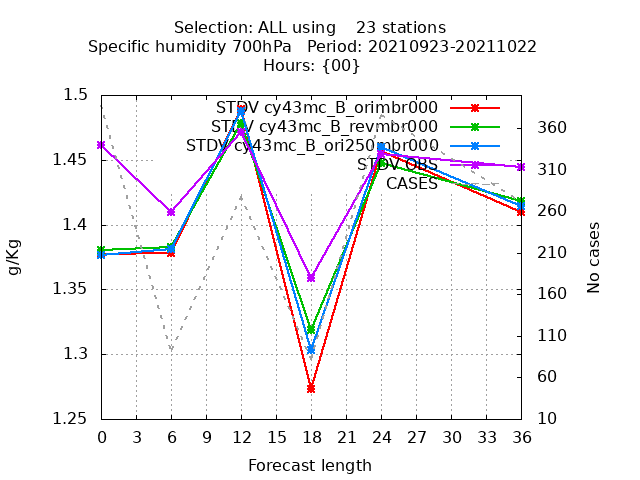 Selection: ALL using 23 stations
Specific humidity 700hPa Period: 20210923-20211022
Hours: {00}
1.5
1.45
1.4
1.35
1.3
1.25
g/Kg
STDV cy43mc_B_orimbr000
STDV cy43mc_B_revmbr000
STDV cy43mc_B_ori250mbr000
STDV OBS
CASES
360
310
260
210
160
110
60
10
No cases
0 3 6 9 12 15 18 21 24 27 30 33 36
Forecast length